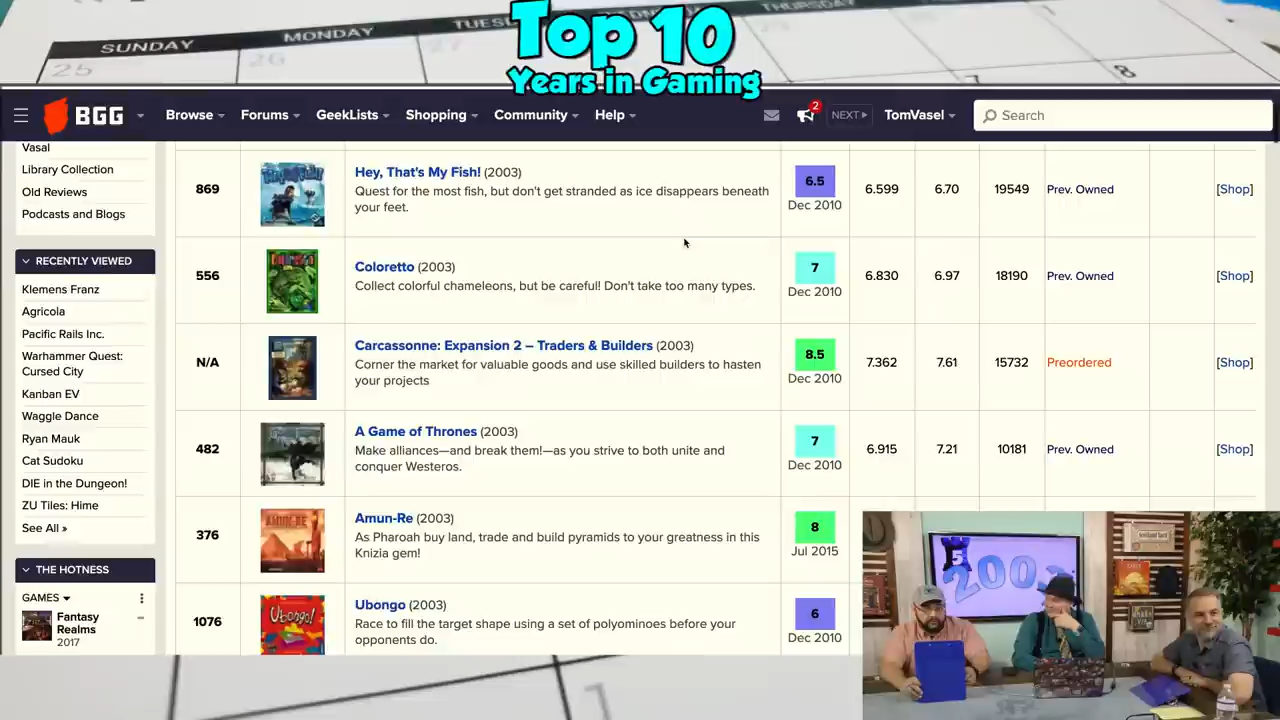 SUNDAY
MONDAY
THURSDAY
25
26
27
7
8
1
Top 10
Years in Gaming
BGG
Browse
Forums
GeekLists
Shopping
Community
Help
2
NEXT
TomVasel
Search
Vasal
Library Collection
Old Reviews
Podcasts and Blogs
RECENTLY VIEWED
Klemens Franz
Agricola
Pacific Rails Inc.
Warhammer Quest:
Cursed City
Kanban EV
Waggle Dance
Ryan Mauk
Cat Sudoku
DIE in the Dungeon!
ZU Tiles: Hime
See All »
THE HOTNESS
GAMES
Fantasy
Realms
2017
869
Hey, That's My Fish! (2003)
Quest for the most fish, but don't get stranded as ice disappears beneath
your feet.
6.5
Dec 2010
6.599
6.70
19549
Prev. Owned
[Shop]
556
Coloretto (2003)
Collect colorful chameleons, but be careful! Don't take too many types.
7
Dec 2010
6.830
6.97
18190
Prev. Owned
[Shop]
N/A
Carcassonne: Expansion 2 – Traders & Builders (2003)
Corner the market for valuable goods and use skilled builders to hasten
your projects
8.5
Dec 2010
7.362
7.61
15732
Preordered
[Shop]
482
A Game of Thrones (2003)
Make alliances—and break them!—as you strive to both unite and
conquer Westeros.
7
Dec 2010
6.915
7.21
10181
Prev. Owned
[Shop]
376
AMUN-RE
Amun-Re (2003)
As Pharoah buy land, trade and build pyramids to your greatness in this
Knizia gem!
8
Jul 2015
1076
Ubongo!
Ubongo (2003)
Race to fill the target shape using a set of polyominoes before your
opponents do.
6
Dec 2010
5
1